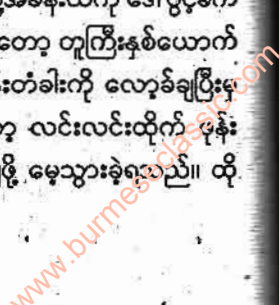 တော့ တူကြီးနှစ်ယောက်
တံခါးကို လော့ခ်ချပြီးမှ
လင်းလင်းထိုက် ဖုန်း
ဖို့ မေ့သွားခဲ့ရသည်။ ထို
www.burmeseclassic.com